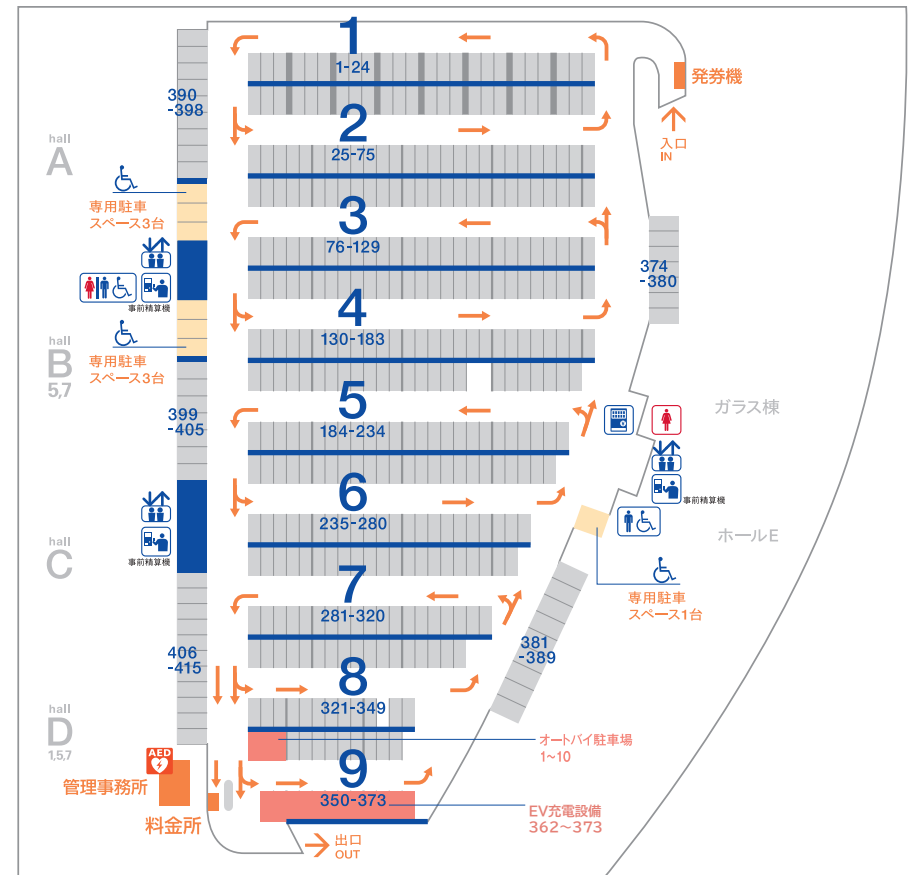 1
1-24
390
-398
発券機
入口
IN
hall
A
2
25-75
専用駐車
スペース3台
3
76-129
374
-380
事前精算機
4
130-183
hall
B
5,7
専用駐車
スペース3台
399
-405
5
184-234
ガラス棟
事前精算機
6
235-280
ホールE
hall
C
事前精算機
7
281-320
専用駐車
スペース1台
381
-389
406
-415
8
321-349
hall
D
1,5,7
オートバイ駐車場
1~10
AED
管理事務所
9
350-373
EV充電設備
362〜373
料金所
出口
OUT